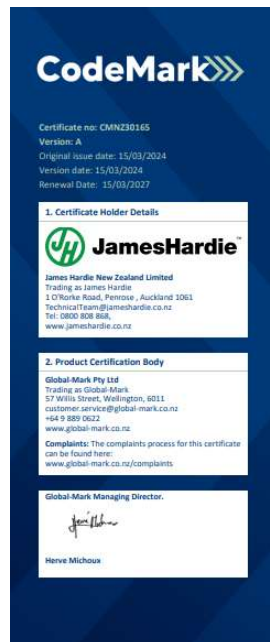 CodeMark
Certificate no: CMNZ30165
Version: A
Original issue date: 15/03/2024
Version date: 15/03/2024
Renewal Date: 15/03/2027
1. Certificate Holder Details
JH JamesHardie™
James Hardie New Zealand Limited
Trading as James Hardie
1 O'Rorke Road, Penrose , Auckland 1061
TechnicalTeam@jameshardie.co.nz
Tel: 0800 808 868,
www.jameshardie.co.nz
2. Product Certification Body
Global-Mark Pty Ltd
Trading as Global-Mark
57 Willis Street, Wellington, 6011
customer.service@global-mark.co.nz
+64 9 889 0622
www.global-mark.co.nz
Complaints: The complaints process for this certificate
can be found here:
www.global-mark.co.nz/complaints
Global-Mark Managing Director.
Herve Michoux